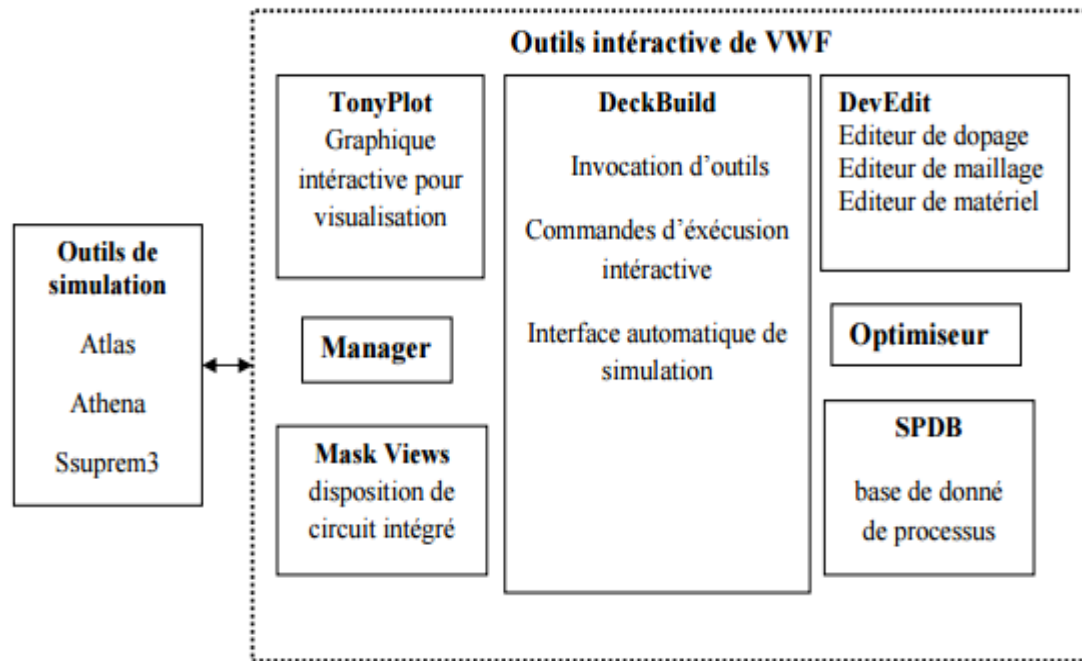 Outils intéractive de VWF
TonyPlot
Graphique
intéractive pour
visualisation
DeckBuild
Invocation d'outils
Commandes d'éxécusion
intéractive
Interface automatique de
simulation
DevEdit
Editeur de dopage
Editeur de maillage
Editeur de matériel
Outils de
simulation
Atlas
Athena
Ssuprem3
Manager
Optimiseur
Mask Views
disposition de
circuit intégré
SPDB
base de donné
de processus